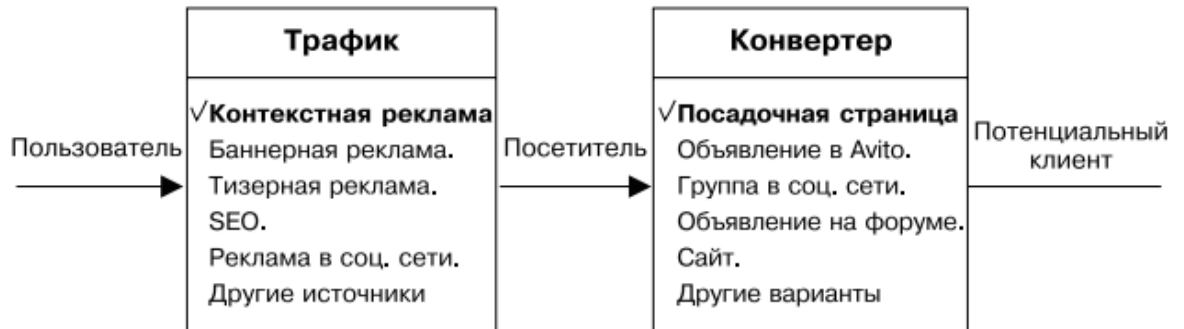 Трафик
Конвертер
Пользователь
✓Контекстная реклама
Баннерная реклама.
Тизерная реклама.
SEO.
Реклама в соц. сети.
Другие источники
Посетитель
✓Посадочная страница
Объявление в Avito.
Группа в соц. сети.
Объявление на форуме.
Сайт.
Другие варианты
Потенциальный
клиент